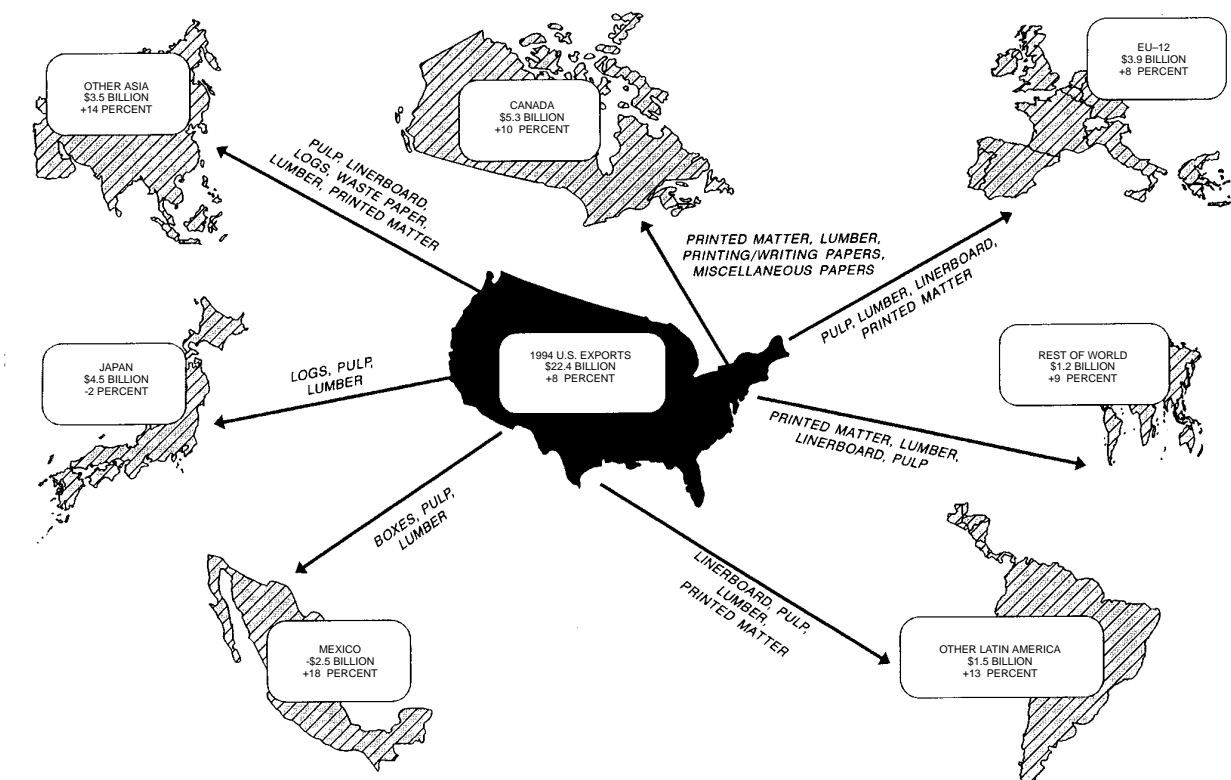 OTHER ASIA
$3.5 BILLION
+14 PERCENT
CANADA
$5.3 BILLION
+10 PERCENT
EU–12
$3.9 BILLION
+8 PERCENT
PULP, LINERBOARD,
LOGS, WASTE PAPER,
LUMBER, PRINTED MATTER
PRINTED MATTER, LUMBER,
PRINTING/WRITING PAPERS,
MISCELLANEOUS PAPERS
PULP, LUMBER, LINERBOARD,
PRINTED MATTER
JAPAN
$4.5 BILLION
-2 PERCENT
LOGS, PULP,
LUMBER
1994 U.S. EXPORTS
$22.4 BILLION
+8 PERCENT
REST OF WORLD
$1.2 BILLION
+9 PERCENT
PRINTED MATTER, LUMBER,
LINERBOARD, PULP
BOXES, PULP,
LUMBER
LINERBOARD, PULP,
LUMBER,
PRINTED MATTER
MEXICO
-$2.5 BILLION
+18 PERCENT
OTHER LATIN AMERICA
$1.5 BILLION
+13 PERCENT